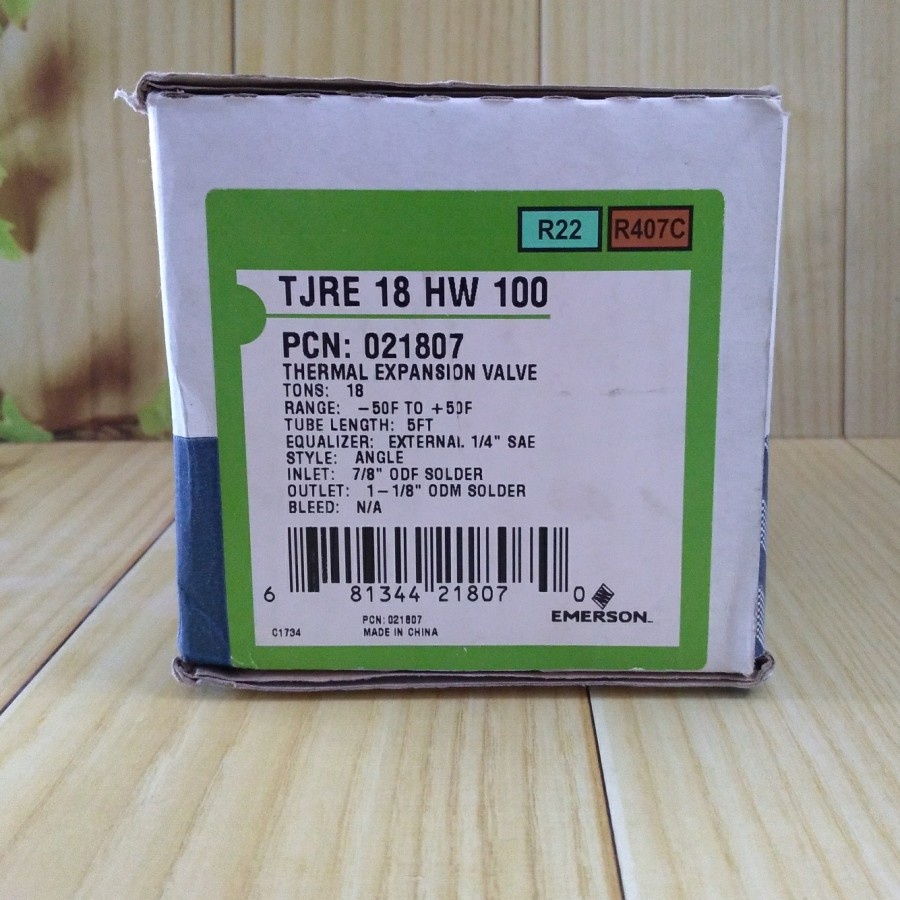 R22 R407C
TJRE 18 HW 100
PCN: 021807
THERMAL EXPANSION VALVE
TONS: 18
RANGE: -50F TO +50F
TUBE LENGTH: 5FT
EQUALIZER: EXTERNAL 1/4" SAE
STYLE: ANGLE
INLET: 7/8" ODF SOLDER
OUTLET: 1-1/8" ODM SOLDER
BLEED: N/A
6 81344 21807 0
EMERSON™
PCN: 021807
C1734 MADE IN CHINA